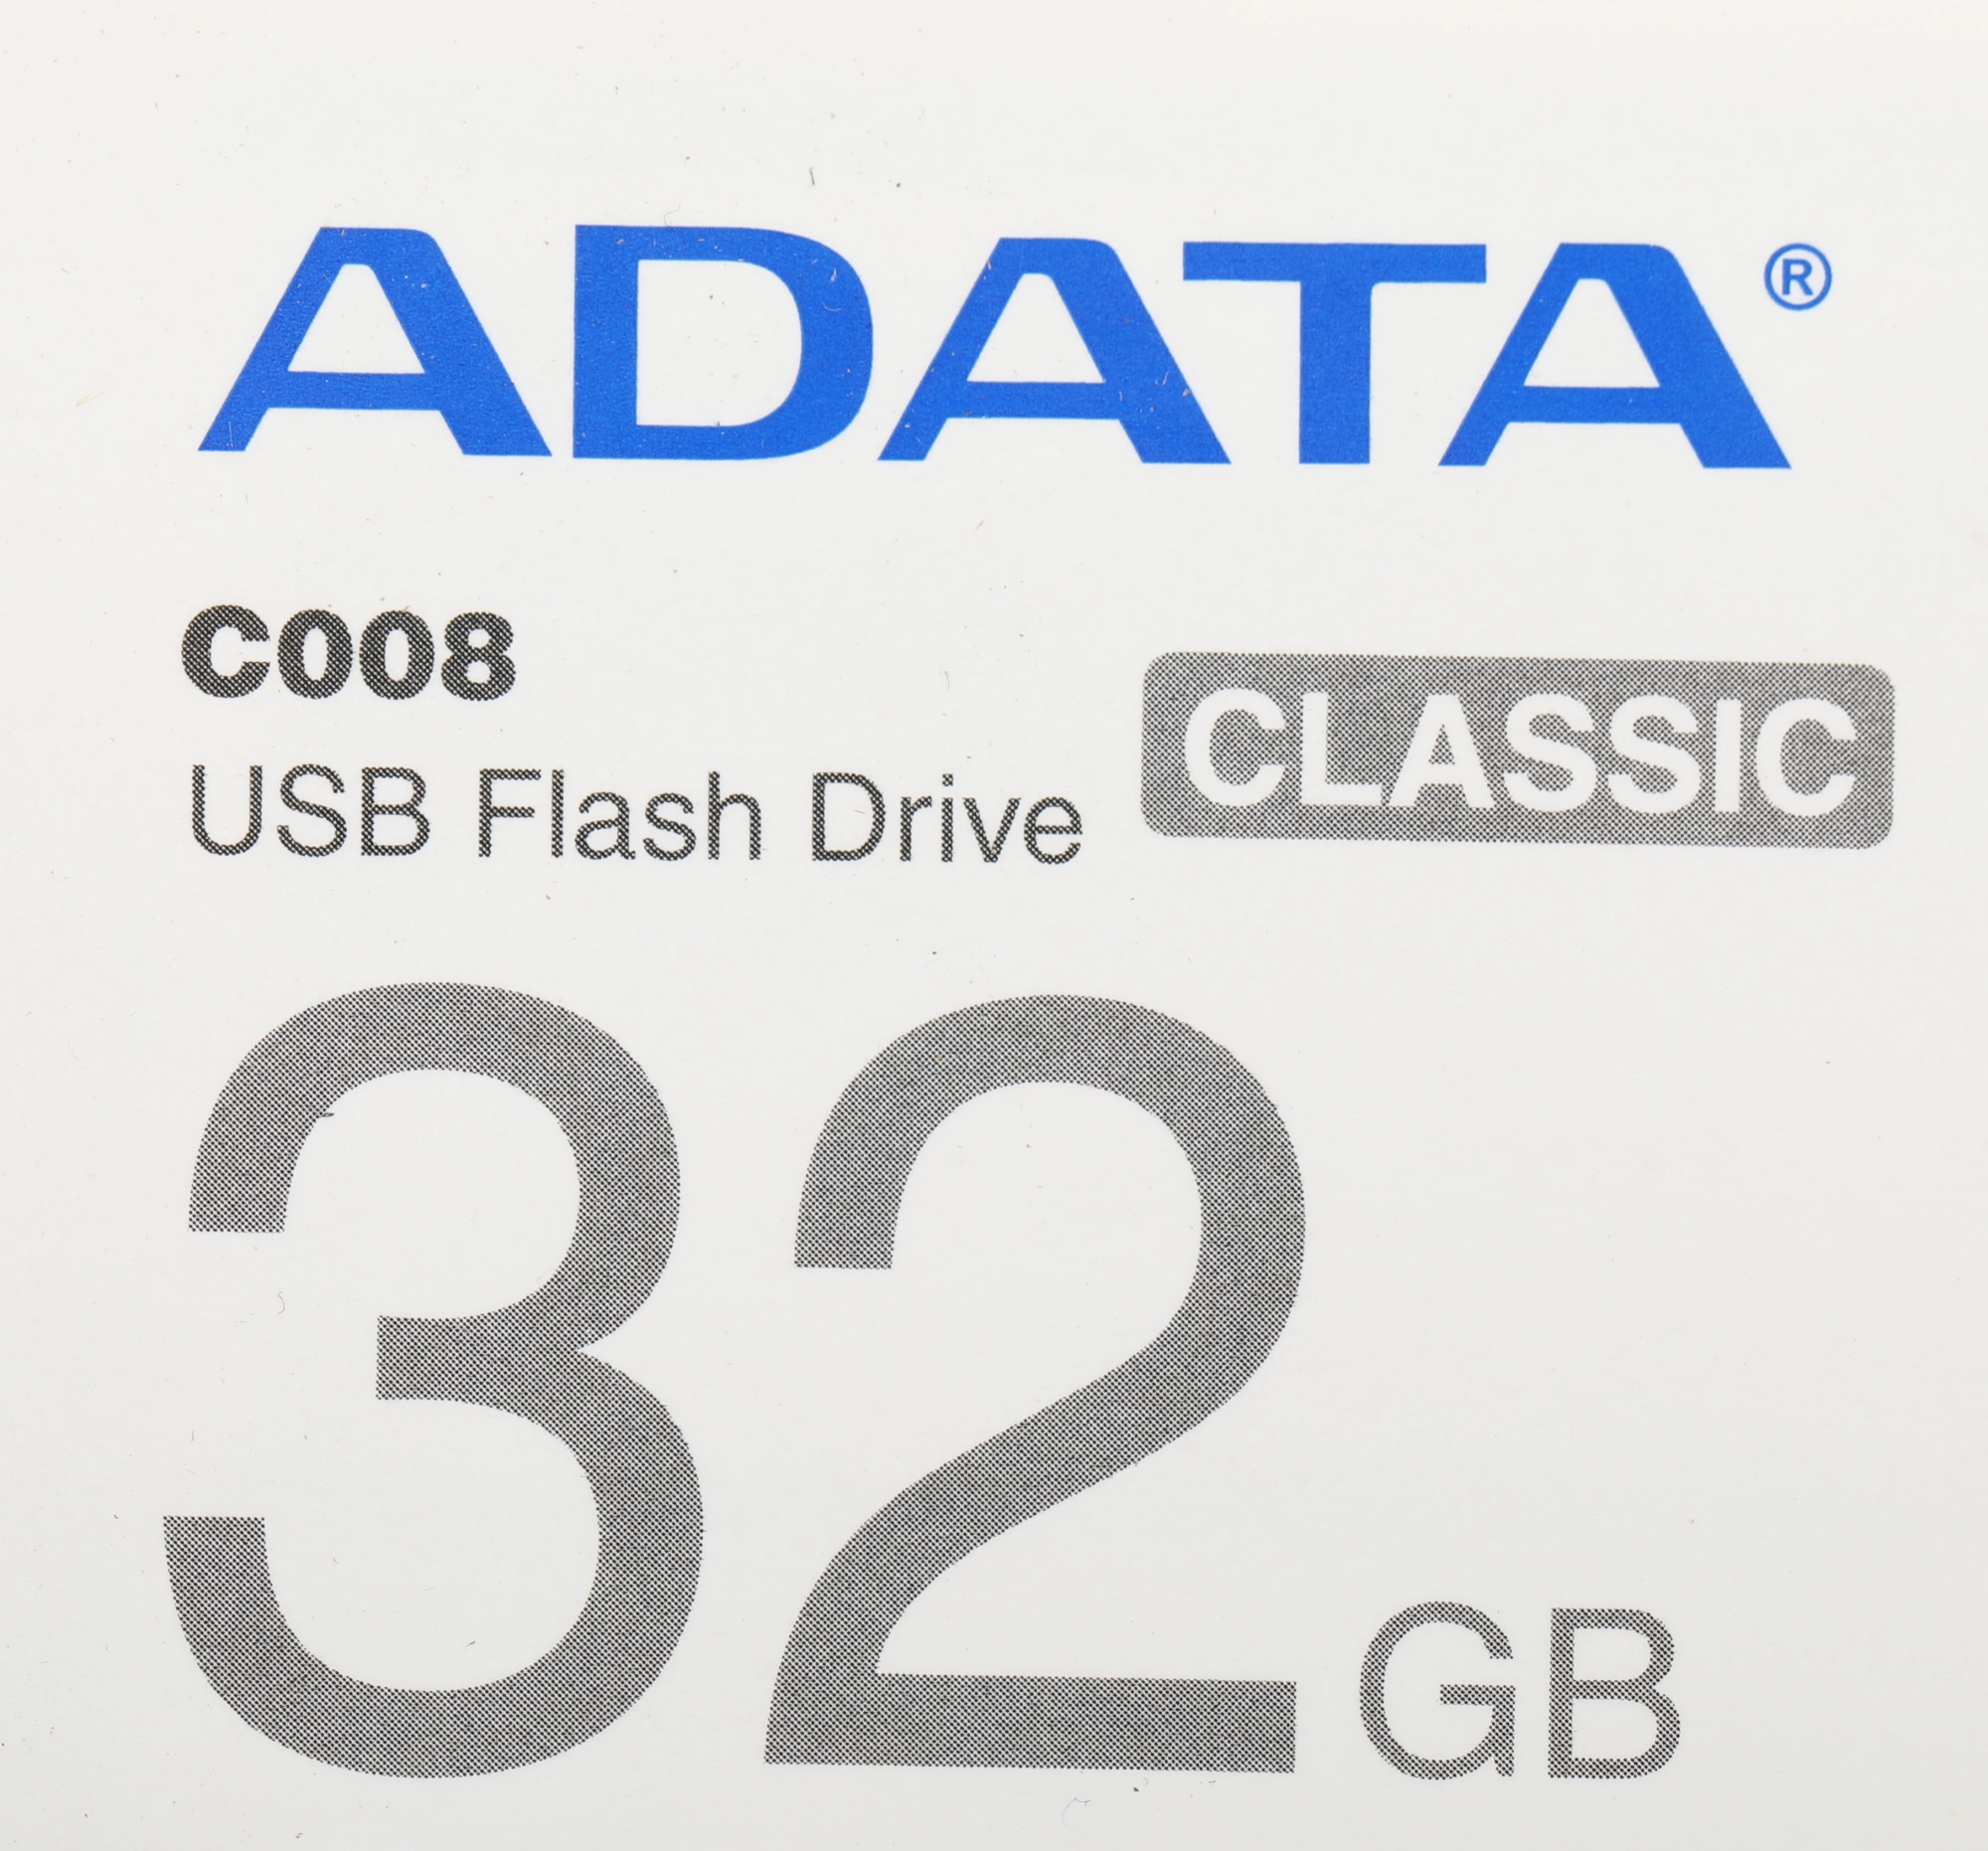 ADATA®
C008
USB Flash Drive
CLASSIC
32 GB